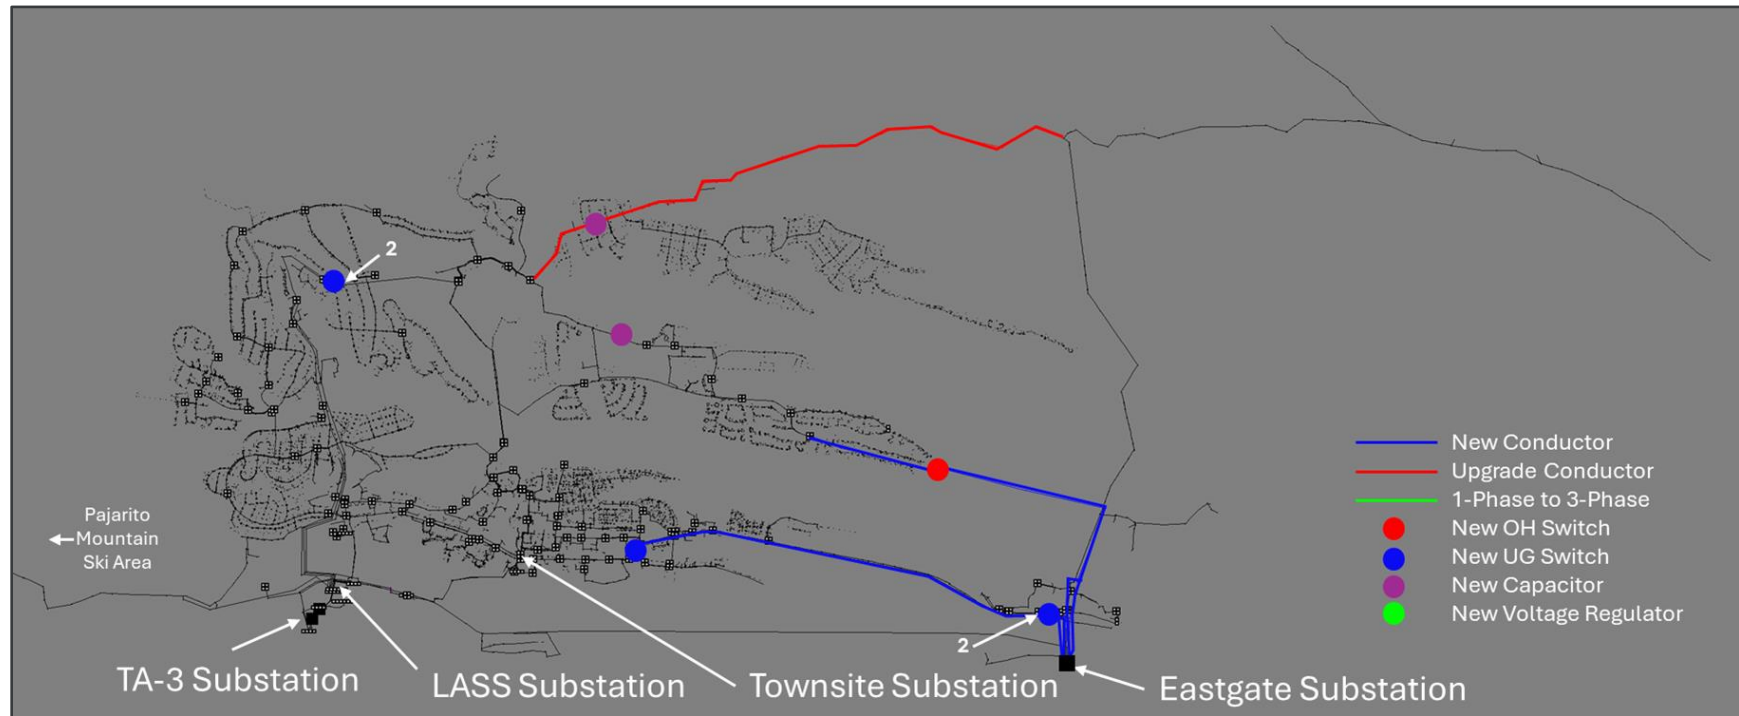 2
New Conductor
Upgrade Conductor
1-Phase to 3-Phase
New OH Switch
New UG Switch
New Capacitor
New Voltage Regulator
Pajarito
Mountain
Ski Area
2
TA-3 Substation
LASS Substation
Townsite Substation
Eastgate Substation